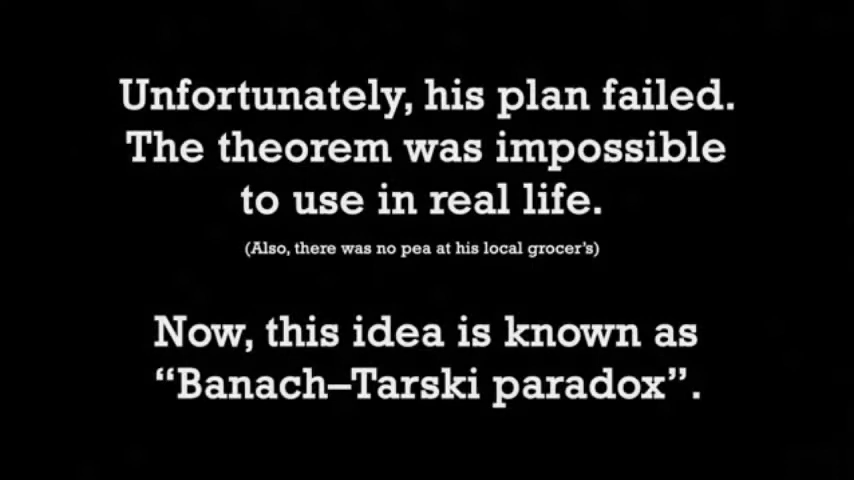 Unfortunately, his plan failed.
The theorem was impossible
to use in real life.
(Also, there was no pea at his local grocer's)
Now, this idea is known as
“Banach–Tarski paradox”.